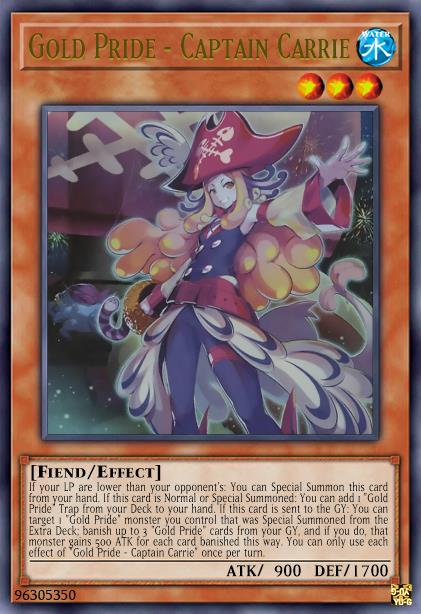 Gold Pride - Captain Carrie
WATER
水
[Fiend/Effect]
If your LP are lower than your opponent's: You can Special Summon this card
from your hand. If this card is Normal or Special Summoned: You can add 1 "Gold
Pride" Trap from your Deck to your hand. If this card is sent to the GY: You can
target 1 "Gold Pride" monster you control that was Special Summoned from the
Extra Deck; banish up to 3 "Gold Pride" cards from your GY, and if you do, that
monster gains 500 ATK for each card banished this way. You can only use each
effect of "Gold Pride - Captain Carrie" once per turn.
ATK/ 900 DEF/1700
96305350